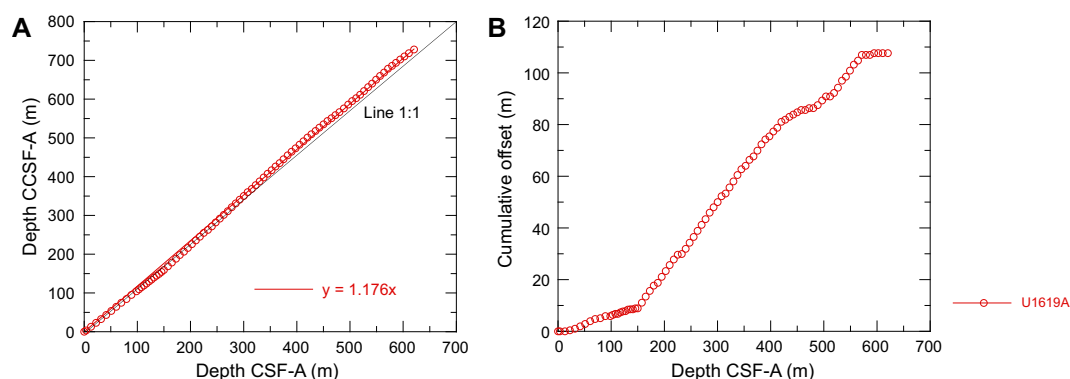 A
Depth CCSF-A (m)
800
700
600
500
400
300
200
100
0
Line 1:1
y = 1.176x
0 100 200 300 400 500 600 700
Depth CSF-A (m)
B
Cumulative offset (m)
120
100
80
60
40
20
0
0 100 200 300 400 500 600 700
Depth CSF-A (m)
U1619A